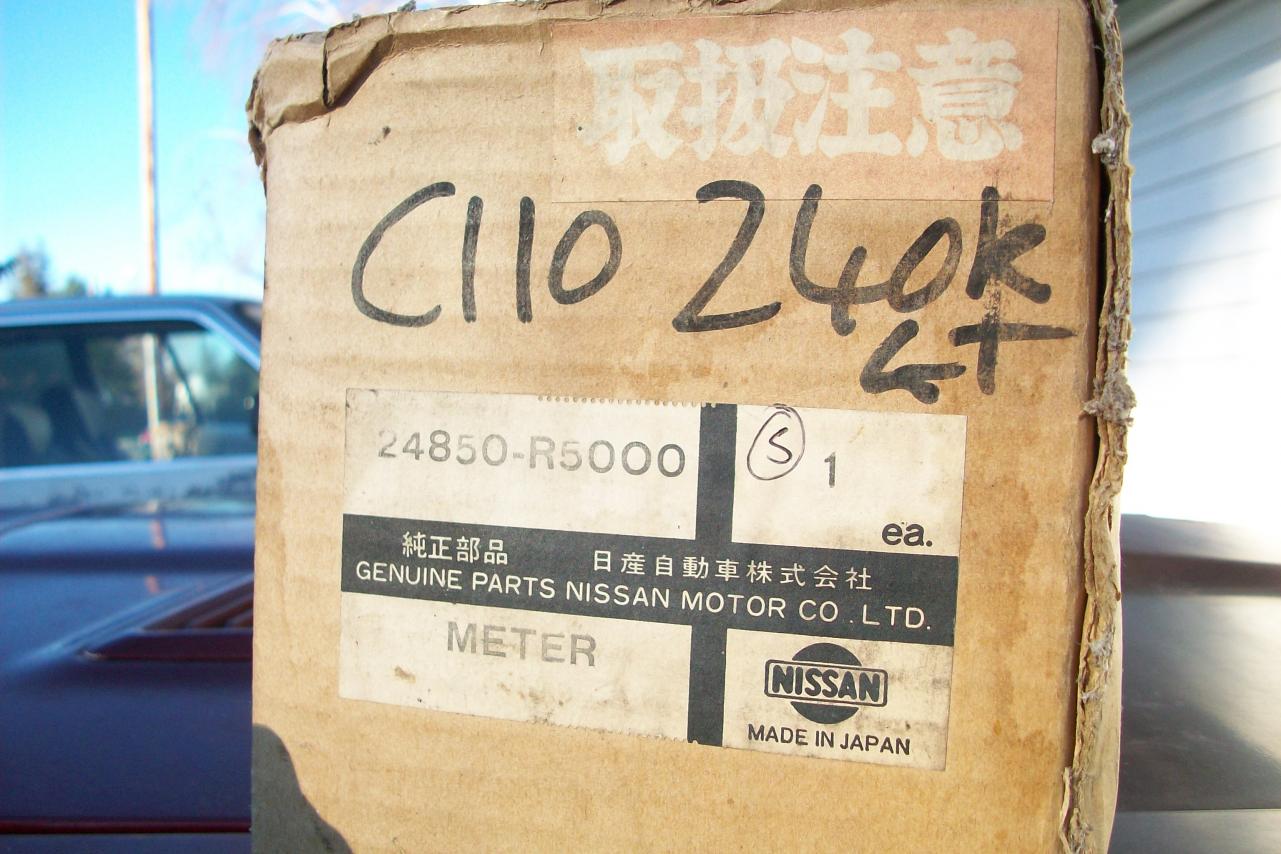 取扱注意
C110 240K
GT
24850-R5000
S 1
ea.
純正部品 日産自動車株式会社
GENUINE PARTS NISSAN MOTOR CO.LTD.
METER
NISSAN
MADE IN JAPAN